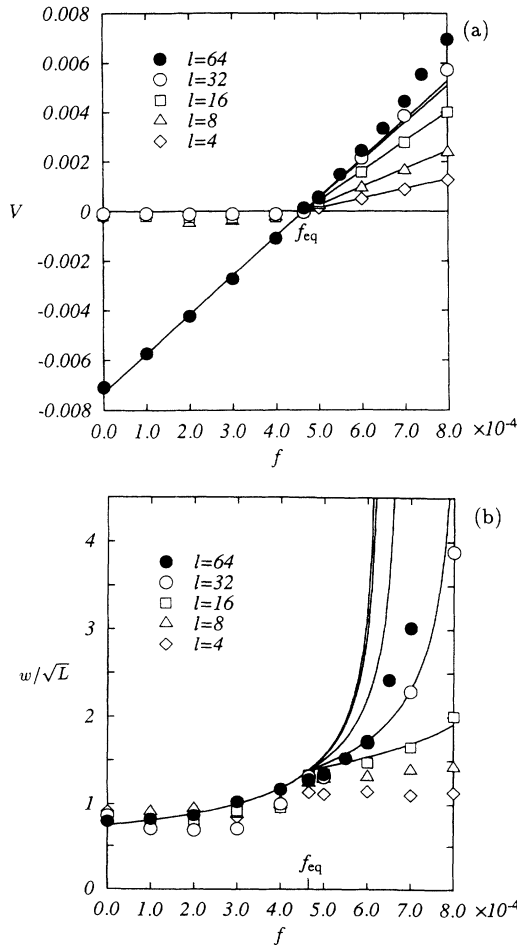 (a)
0.008
0.006
0.004
0.002
0
-0.002
-0.004
-0.006
-0.008
V
l=64
l=32
l=16
l=8
l=4
f_eq
0.0 1.0 2.0 3.0 4.0 5.0 6.0 7.0 8.0 ×10⁻⁴
f
(b)
4
3
2
1
0
w/√L
l=64
l=32
l=16
l=8
l=4
f_eq
0.0 1.0 2.0 3.0 4.0 5.0 6.0 7.0 8.0 ×10⁻⁴
f